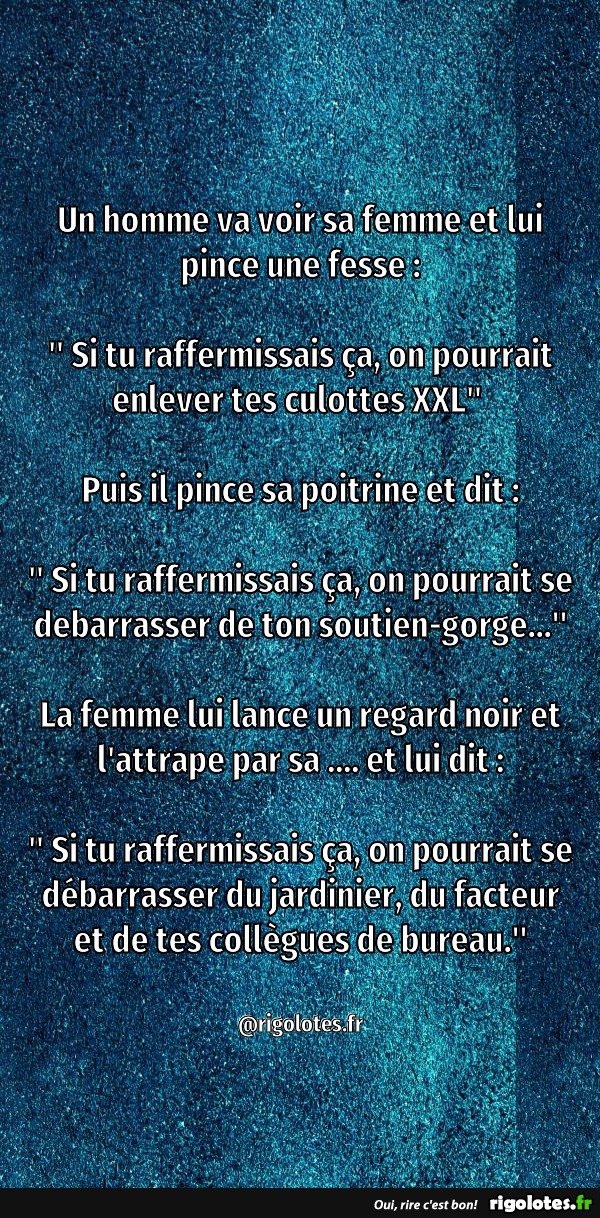 Un homme va voir sa femme et lui
pince une fesse :
'' Si tu raffermissais ça, on pourrait
enlever tes culottes XXL''
Puis il pince sa poitrine et dit :
'' Si tu raffermissais ça, on pourrait se
debarrasser de ton soutien-gorge...''
La femme lui lance un regard noir et
l'attrape par sa .... et lui dit :
'' Si tu raffermissais ça, on pourrait se
débarrasser du jardinier, du facteur
et de tes collègues de bureau.''
@rigolotes.fr
Oui, rire c'est bon! rigolotes.fr